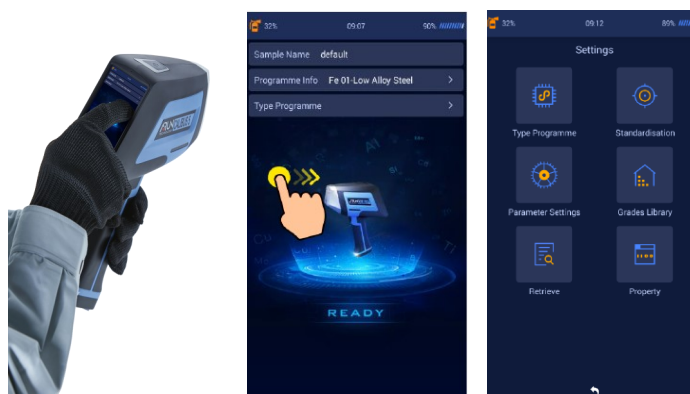 32% 09:07 90%
Sample Name default
Programme Info Fe 01-Low Alloy Steel >
Type Programme >
READY
32% 09:12 89%
Settings
Type Programme Standardisation
Parameter Settings Grades Library
Retrieve Property